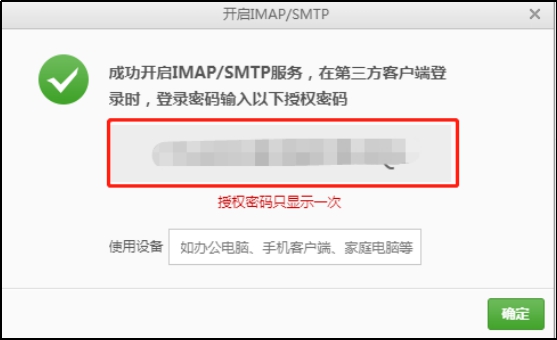 开启IMAP/SMTP
成功开启IMAP/SMTP服务，在第三方客户端登
录时，登录密码输入以下授权密码
授权密码只显示一次
使用设备 如办公电脑、手机客户端、家庭电脑等
确定